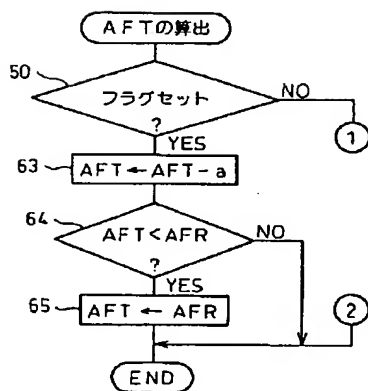 AFTの算出
50
フラグセット
?
NO
YES
1
63
AFT←AFT-a
64
AFT<AFR
?
NO
YES
2
65
AFT ← AFR
END